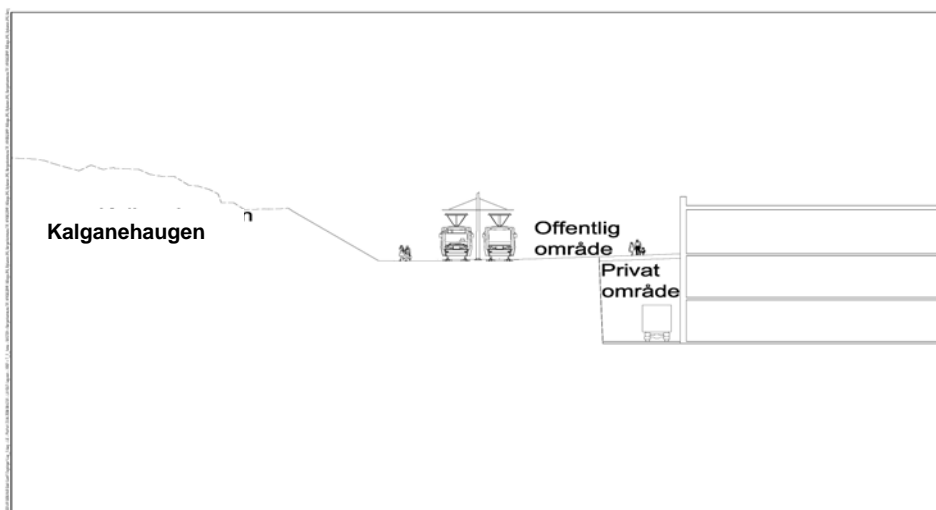 Kalganehaugen
Offentlig
område
Privat
område